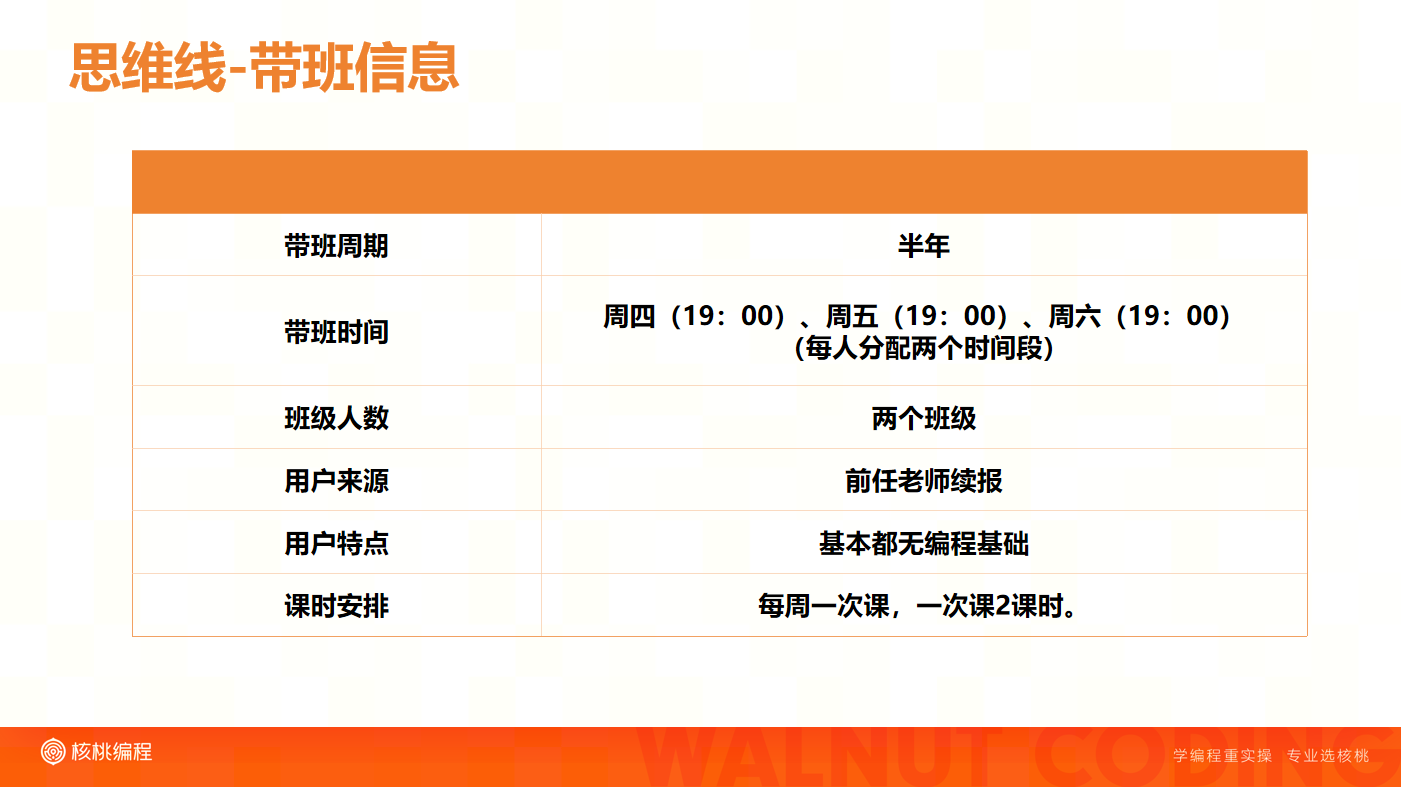 思维线-带班信息
带班周期
半年
带班时间
周四（19：00）、周五（19：00）、周六（19：00）
（每人分配两个时间段）
班级人数
两个班级
用户来源
前任老师续报
用户特点
基本都无编程基础
课时安排
每周一次课，一次课2课时。
核桃编程
WALNUT CODING
学编程重实操 专业选核桃